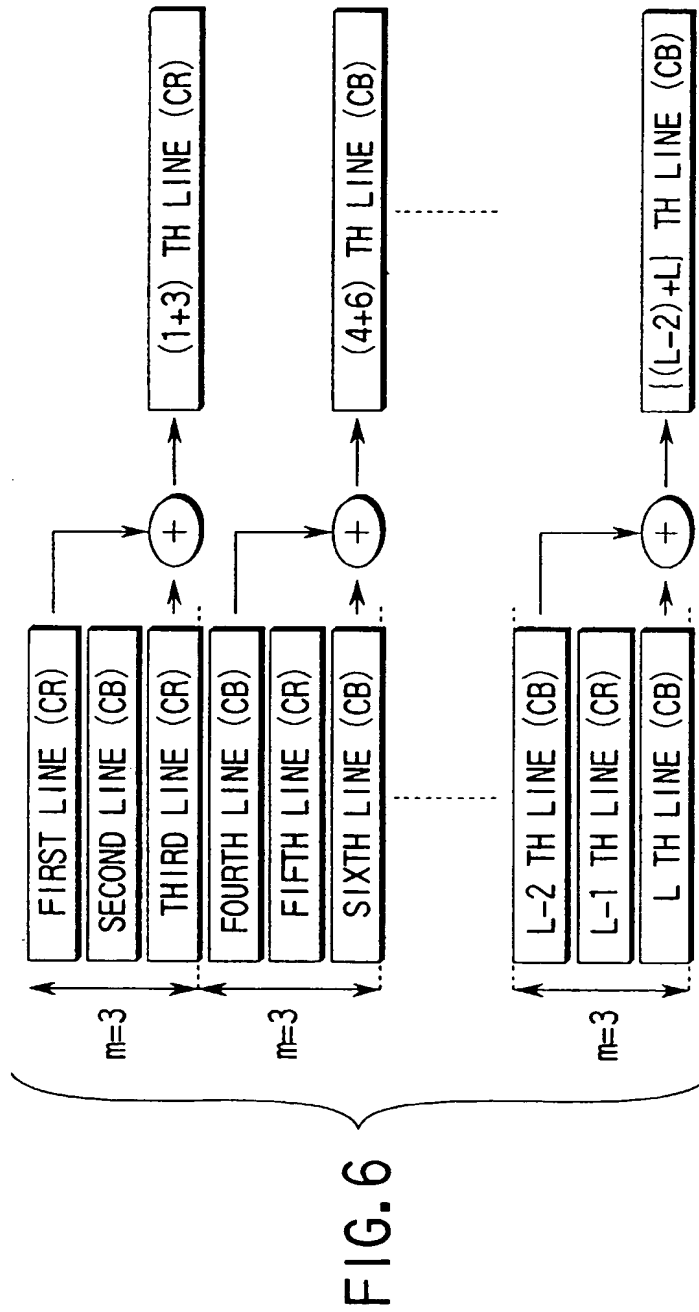 FIG. 6
m=3
FIRST LINE (CR)
SECOND LINE (CB)
THIRD LINE (CR)
+
(1+3) TH LINE (CR)
m=3
FOURTH LINE (CB)
FIFTH LINE (CR)
SIXTH LINE (CB)
+
(4+6) TH LINE (CB)
m=3
L-2 TH LINE (CB)
L-1 TH LINE (CR)
L TH LINE (CB)
+
{(L-2)+L} TH LINE (CB)